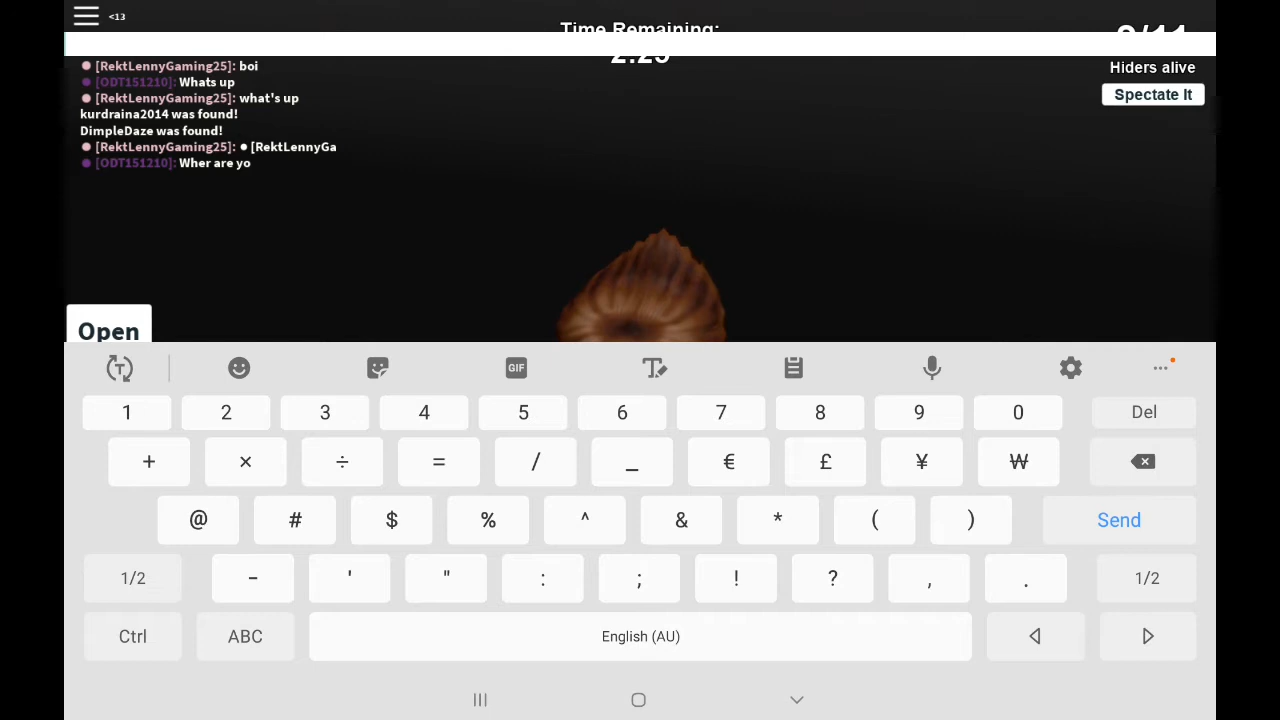 <13
Time Remaining:
2:25
Hiders alive
Spectate It
[RektLennyGaming25]: boi
[ODT151210]: Whats up
[RektLennyGaming25]: what's up
kurdraina2014 was found!
DimpleDaze was found!
[RektLennyGaming25]: ● [RektLennyGa
[ODT151210]: Wher are yo
Open
GIF
1 2 3 4 5 6 7 8 9 0 Del
+ × ÷ = / _ € £ ¥ ₩
@ # $ % ^ & * ( ) Send
1/2 - ' " : ; ! ? , . 1/2
Ctrl ABC English (AU)